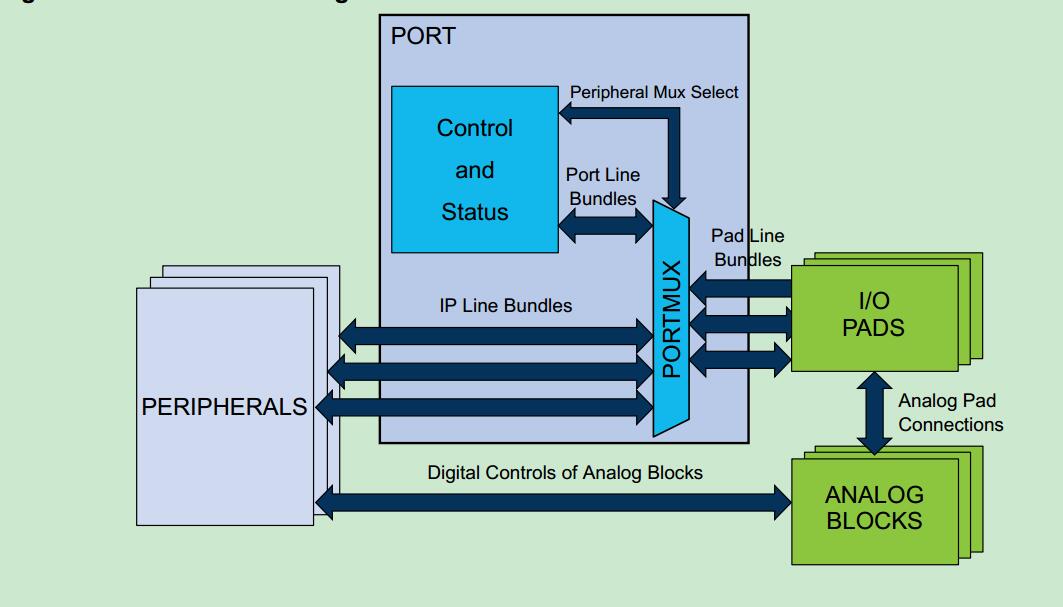 PORT
Peripheral Mux Select
Control
and
Status
Port Line
Bundles
Pad Line
Bundles
PORTMUX
I/O
PADS
IP Line Bundles
PERIPHERALS
Analog Pad
Connections
Digital Controls of Analog Blocks
ANALOG
BLOCKS